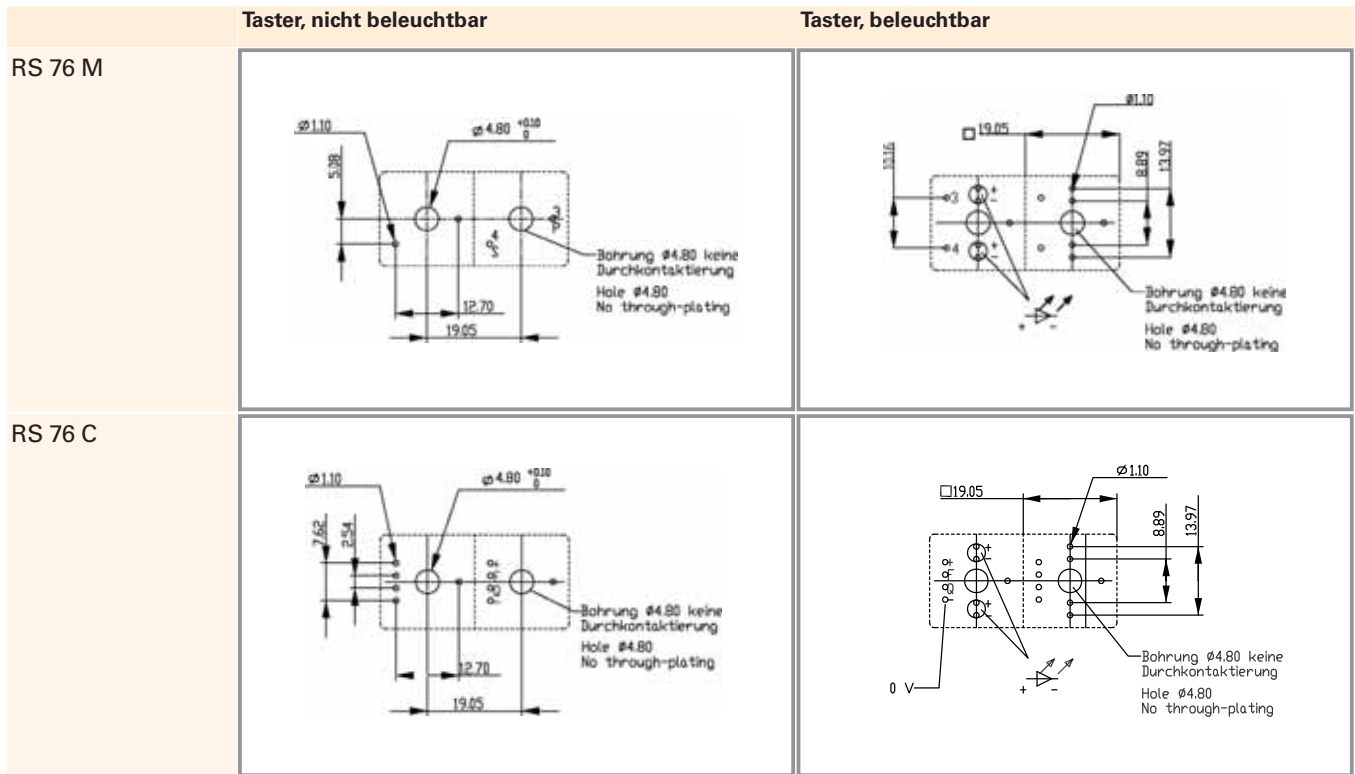 Taster, nicht beleuchtbar
Taster, beleuchtbar
RS 76 M
ø1.10
ø4.80 +0.10 0
5.08
Bohrung ø4.80 keine
Durchkontaktierung
Hole ø4.80
No through-plating
12.70
19.05
ø1.10
□ 19.05
10.16
8.89
13.97
3
+
-
4
+
-
Bohrung ø4.80 keine
Durchkontaktierung
Hole ø4.80
No through-plating
+ -
RS 76 C
ø1.10
ø4.80 +0.10 0
7.62
2.54
Bohrung ø4.80 keine
Durchkontaktierung
Hole ø4.80
No through-plating
12.70
19.05
ø1.10
□19.05
8.89
13.97
+
-
+
-
Bohrung ø4.80 keine
Durchkontaktierung
Hole ø4.80
No through-plating
0 V
+ -